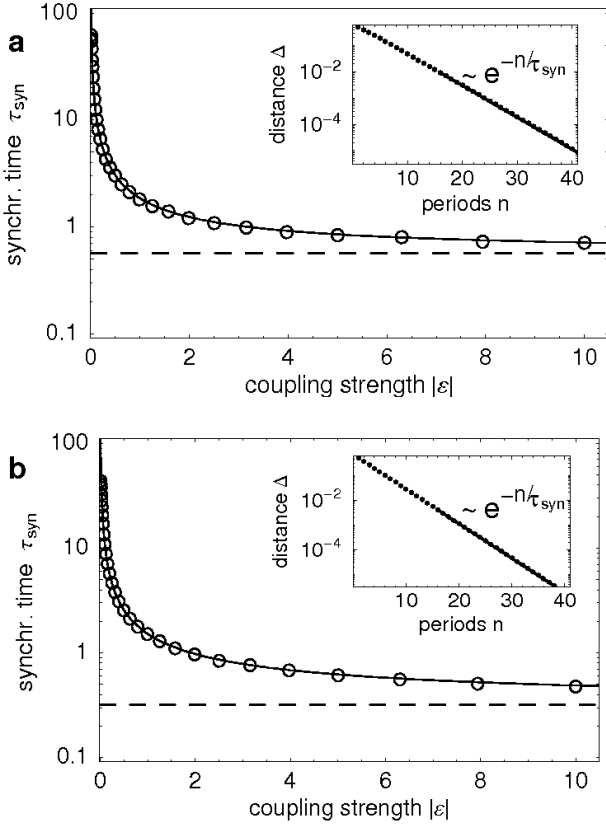 a
synchr. time τsyn
100
10
1
0.1
0 2 4 6 8 10
coupling strength |ε|
distance Δ
10−2
10−4
~ e−n/τsyn
10 20 30 40
periods n
b
synchr. time τsyn
100
10
1
0.1
0 2 4 6 8 10
coupling strength |ε|
distance Δ
10−2
10−4
~ e−n/τsyn
10 20 30 40
periods n